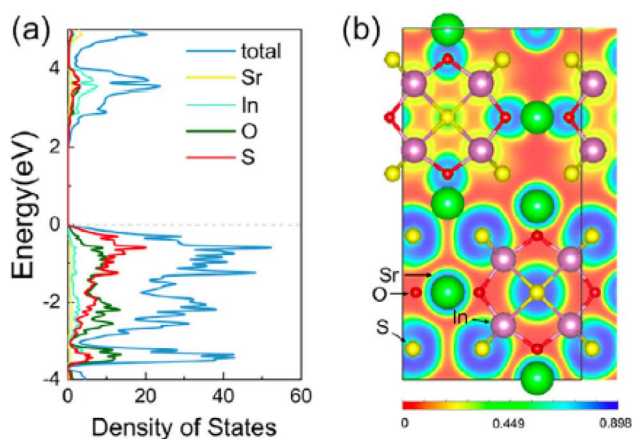 (a)
total
Sr
In
O
S
4
2
0
-2
-4
Energy(eV)
0 20 40 60
Density of States
(b)
Sr
O
In
S
0 0.449 0.898